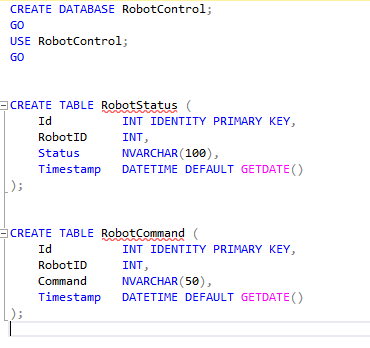 CREATE DATABASE RobotControl;
GO
USE RobotControl;
GO
CREATE TABLE RobotStatus (
Id INT IDENTITY PRIMARY KEY,
RobotID INT,
Status NVARCHAR(100),
Timestamp DATETIME DEFAULT GETDATE()
);
CREATE TABLE RobotCommand (
Id INT IDENTITY PRIMARY KEY,
RobotID INT,
Command NVARCHAR(50),
Timestamp DATETIME DEFAULT GETDATE()
);